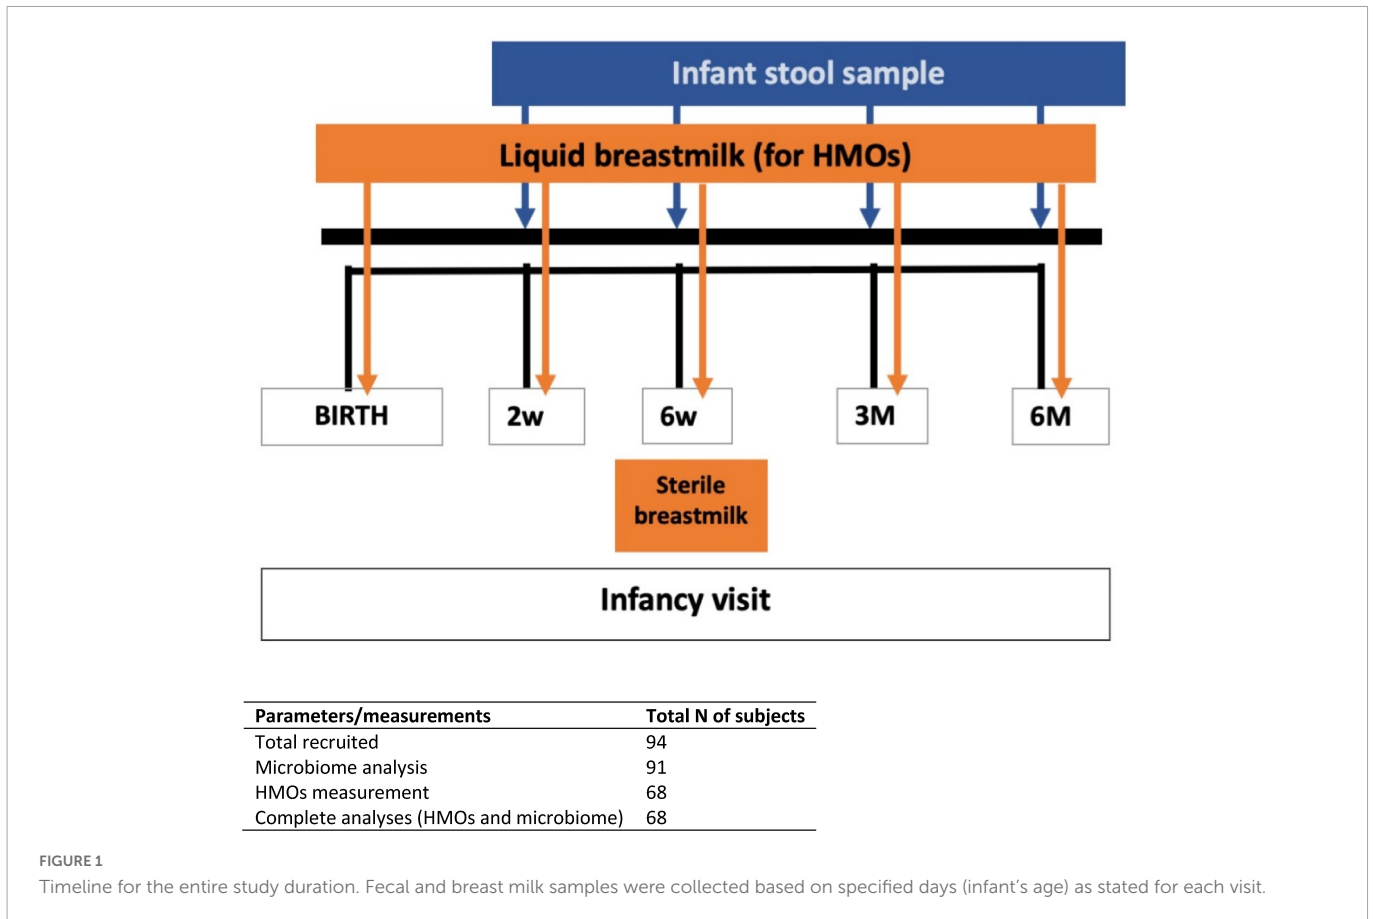 Infant stool sample
Liquid breastmilk (for HMOs)
BIRTH 2w 6w 3M 6M
Sterile
breastmilk
Infancy visit
Parameters/measurements Total N of subjects
Total recruited 94
Microbiome analysis 91
HMOs measurement 68
Complete analyses (HMOs and microbiome) 68
FIGURE 1
Timeline for the entire study duration. Fecal and breast milk samples were collected based on specified days (infant’s age) as stated for each visit.